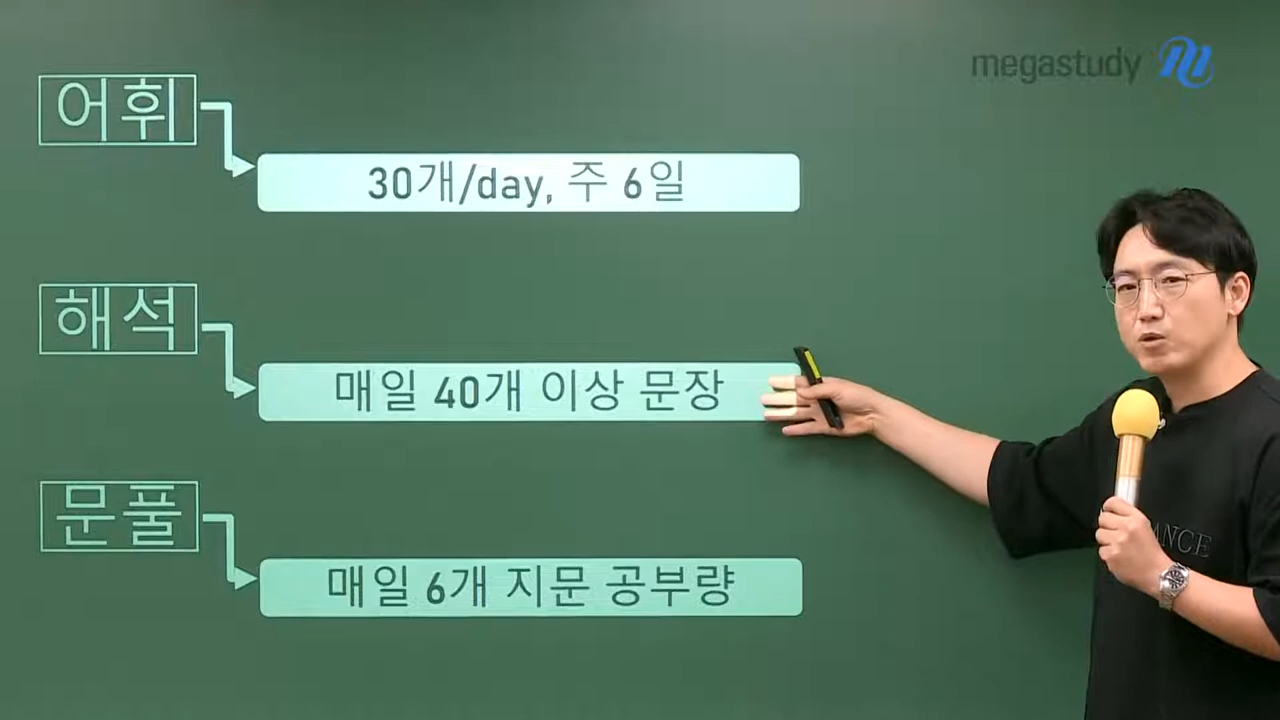 megastudy
어휘
30개/day, 주 6일
해석
매일 40개 이상 문장
문풀
매일 6개 지문 공부량
ANCE